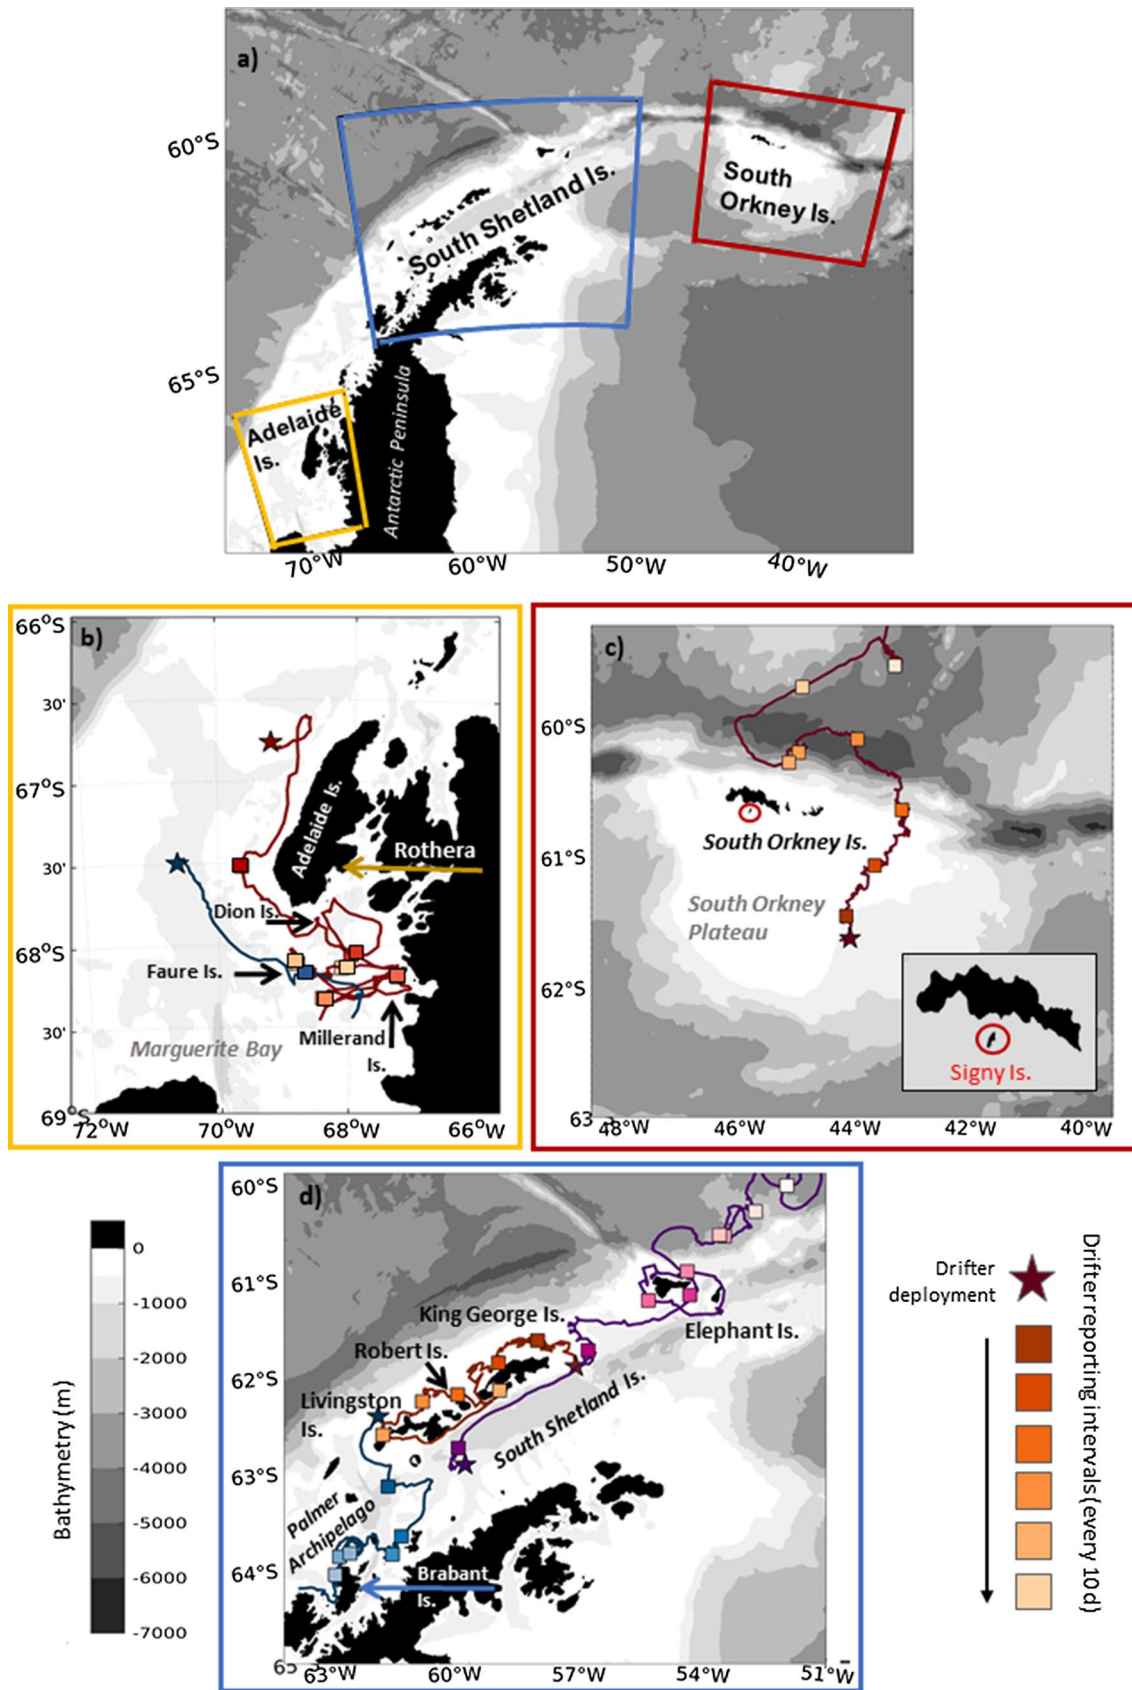 a)
60°S
65°S
70°W
60°W
50°W
40°W
South Shetland Is.
South
Orkney Is.
Adelaide
Is.
Antarctic Peninsula
b)
66°S
30'
67°S
30'
68°S
30'
69°S
72°W
70°W
68°W
66°W
Adelaide Is.
Rothera
Dion Is.
Faure Is.
Millerand
Is.
Marguerite Bay
c)
60°S
61°S
62°S
63
48°W
46°W
44°W
42°W
40°W
South Orkney Is.
South Orkney
Plateau
Signy Is.
d)
60°S
61°S
62°S
63°S
64°S
65
63°W
60°W
57°W
54°W
51°W
King George Is.
Robert Is.
Livingston
Is.
Elephant Is.
South Shetland Is.
Palmer
Archipelago
Brabant
Is.
Bathymetry (m)
0
-1000
-2000
-3000
-4000
-5000
-6000
-7000
Drifter
deployment
Drifter reporting intervals (every 10d)